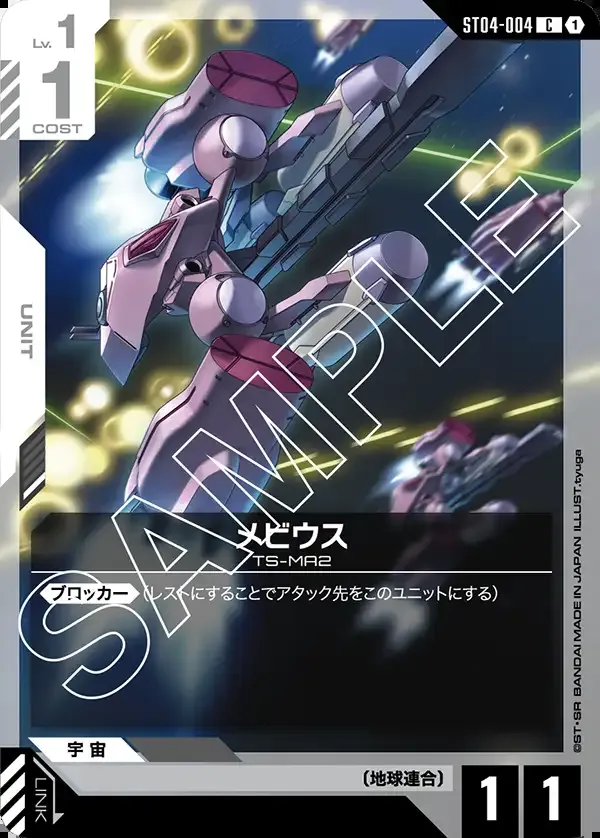 Lv. 1
ST04-004 C 1
1
COST
UNIT
SAMPLE
メビウス
TS-MA2
ブロッカー (レストにすることでアタック先をこのユニットにする)
©ST・SR BANDAI MADE IN JAPAN ILLUST.tyuga
宇宙
LINK
〔地球連合〕
1 1